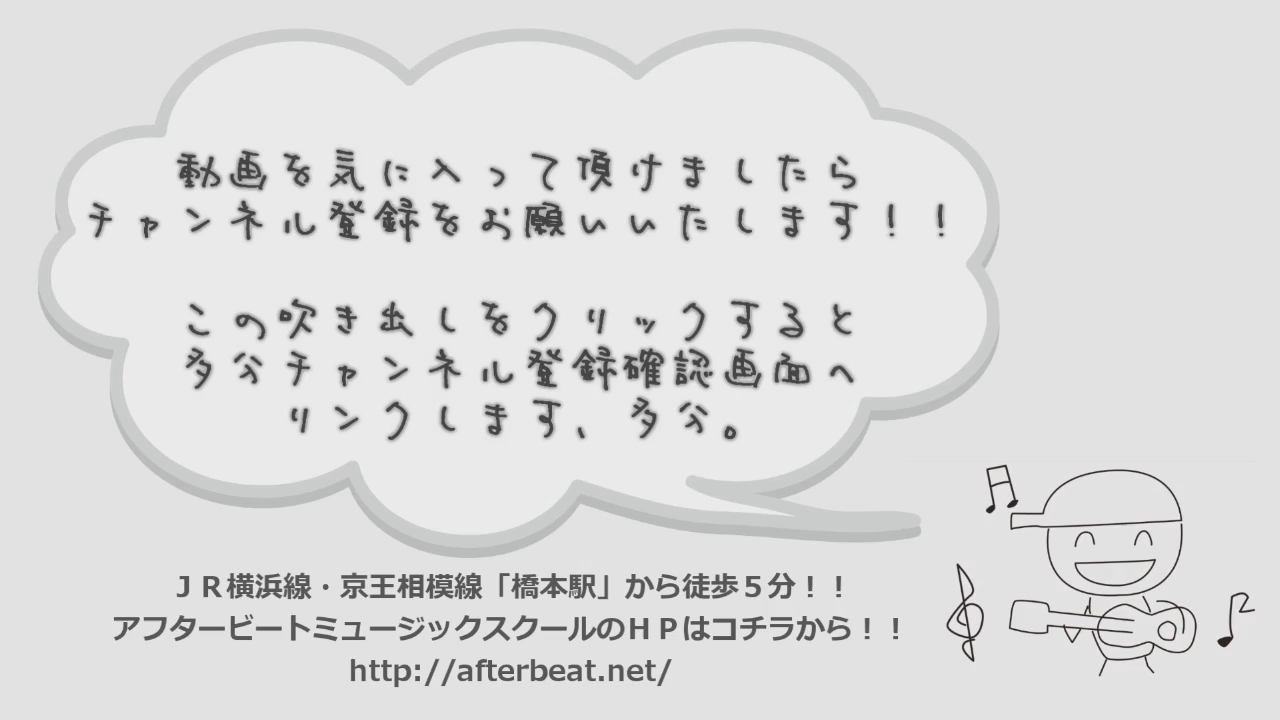 動画を気に入って頂けましたら
チャンネル登録をお願いいたします！！
この吹き出しをクリックすると
多分チャンネル登録確認画面へ
リンクします、多分。
ＪＲ横浜線・京王相模線「橋本駅」から徒歩５分！！
アフタービートミュージックスクールのＨＰはコチラから！！
http://afterbeat.net/